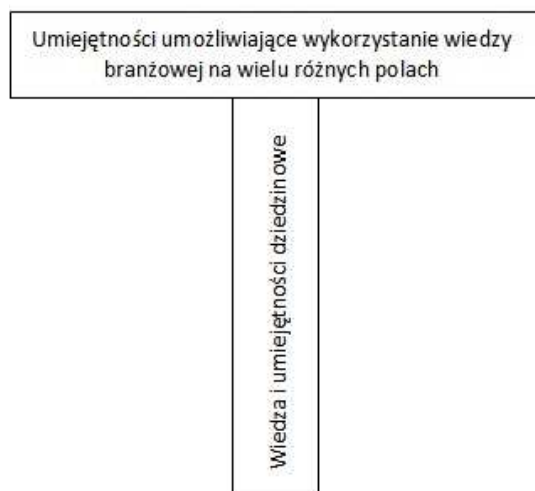 Umiejętności umożliwiające wykorzystanie wiedzy
branżowej na wielu różnych polach
Wiedza i umiejętności dziedzinowe